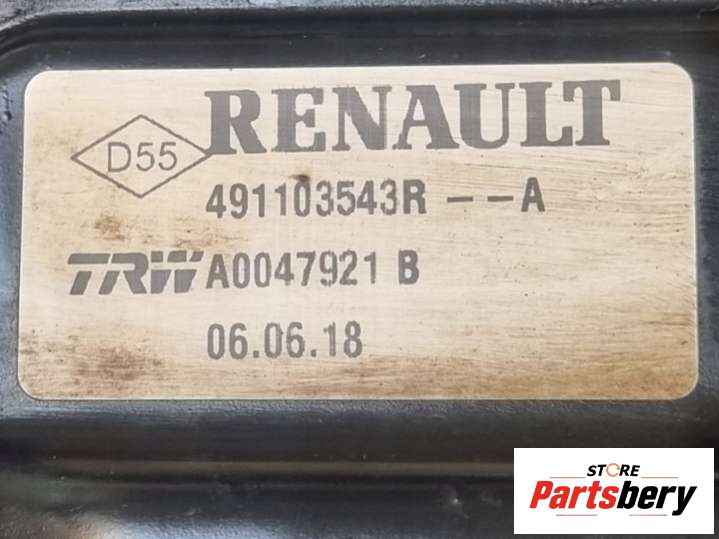 RENAULT
D55
491103543R -- A
TRW A0047921 B
06.06.18
STORE
Partsbery